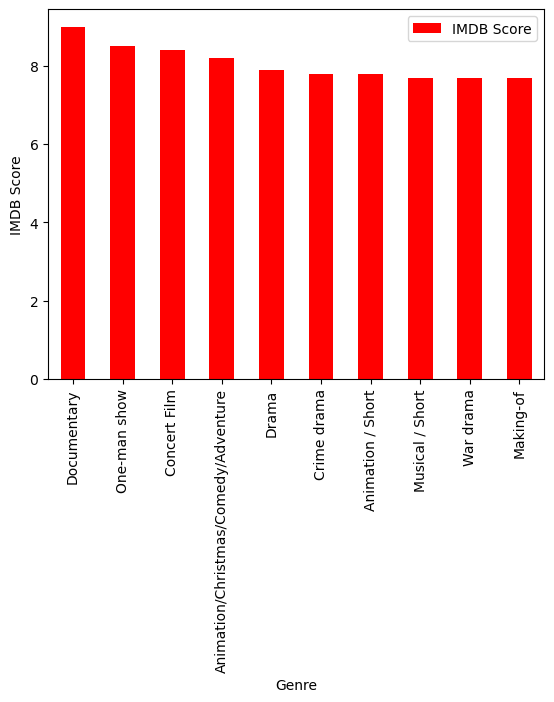 IMDB Score
IMDB Score
8
6
4
2
0
Documentary
One-man show
Concert Film
Animation/Christmas/Comedy/Adventure
Drama
Crime drama
Animation / Short
Musical / Short
War drama
Making-of
Genre